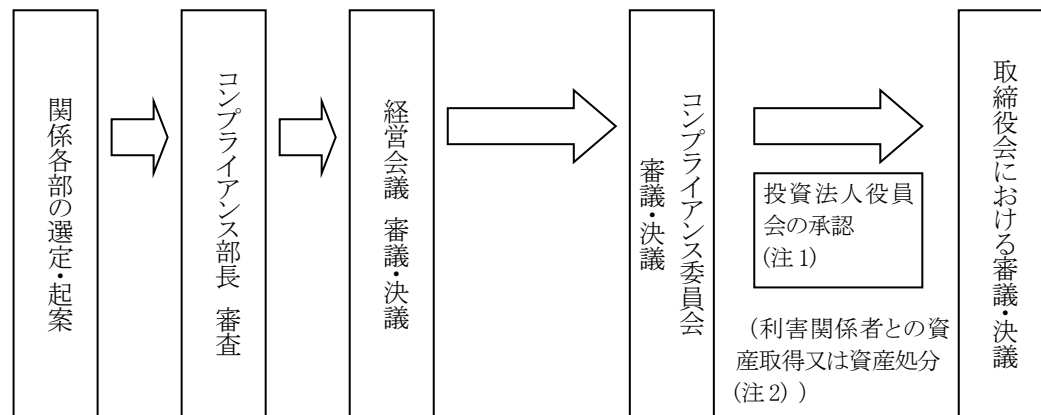 関係各部の選定・起案
コンプライアンス部長 審査
経営会議 審議・決議
コンプライアンス委員会
審議・決議
投資法人役員
会の承認
(注1)
(利害関係者との資
産取得又は資産処分
(注2) )
取締役会における審議・決議